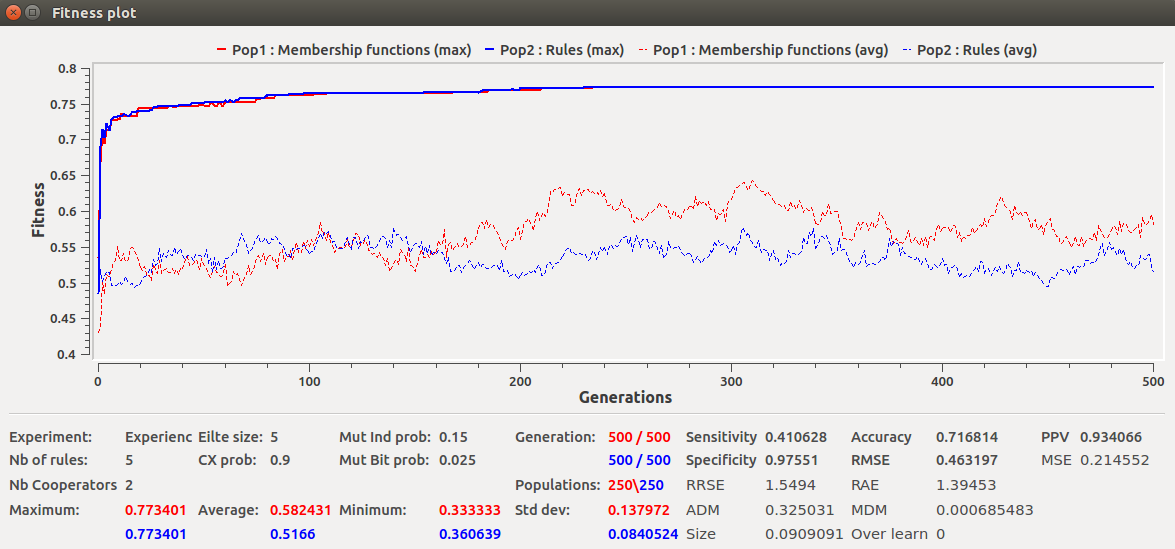 Fitness plot
Pop1 : Membership functions (max) Pop2 : Rules (max) Pop1 : Membership functions (avg) Pop2 : Rules (avg)
0.8
0.75
0.7
0.65
0.6
0.55
0.5
0.45
0.4
Fitness
0 100 200 300 400 500
Generations
Experiment: Experienc Eilte size: 5 Mut Ind prob: 0.15 Generation: 500 / 500 Sensitivity 0.410628 Accuracy 0.716814 PPV 0.934066
Nb of rules: 5 CX prob: 0.9 Mut Bit prob: 0.025 500 / 500 Specificity 0.97551 RMSE 0.463197 MSE 0.214552
Nb Cooperators 2 Populations: 250\250 RRSE 1.5494 RAE 1.39453
Maximum: 0.773401 Average: 0.582431 Minimum: 0.333333 Std dev: 0.137972 ADM 0.325031 MDM 0.000685483
0.773401 0.5166 0.360639 0.0840524 Size 0.0909091 Over learn 0